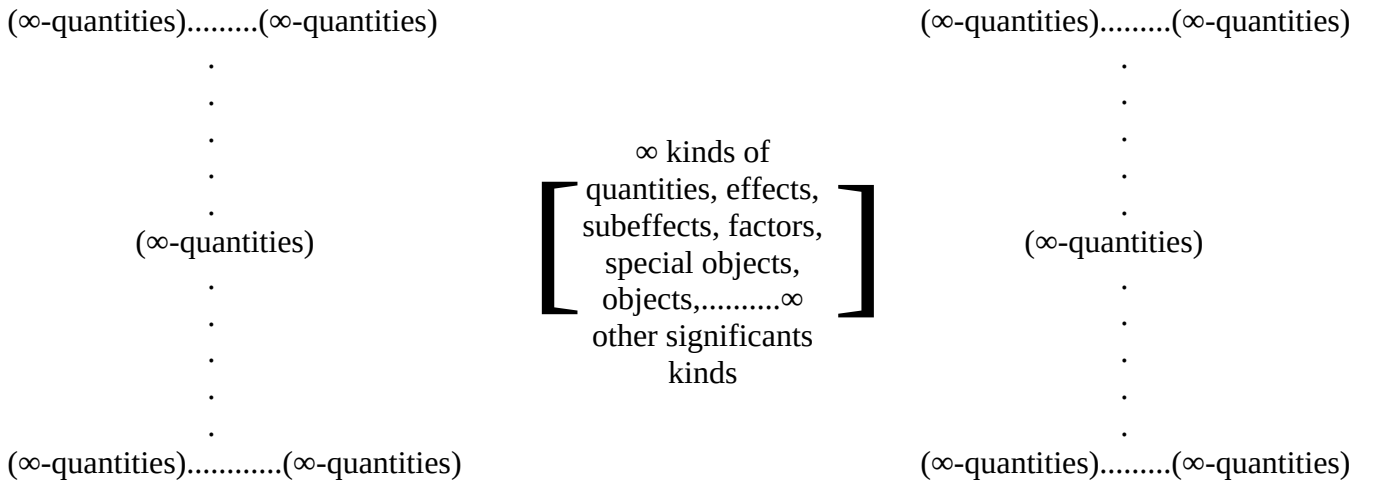 (∞-quantities).........(∞-quantities) (∞-quantities).........(∞-quantities)
. .
. .
. .
∞ kinds of
. .
quantities, effects,
. .
subeffects, factors,
(∞-quantities) (∞-quantities)
special objects,
. .
objects,..........∞
. .
other significants
. .
kinds
. .
. .
(∞-quantities)............(∞-quantities) (∞-quantities).........(∞-quantities)